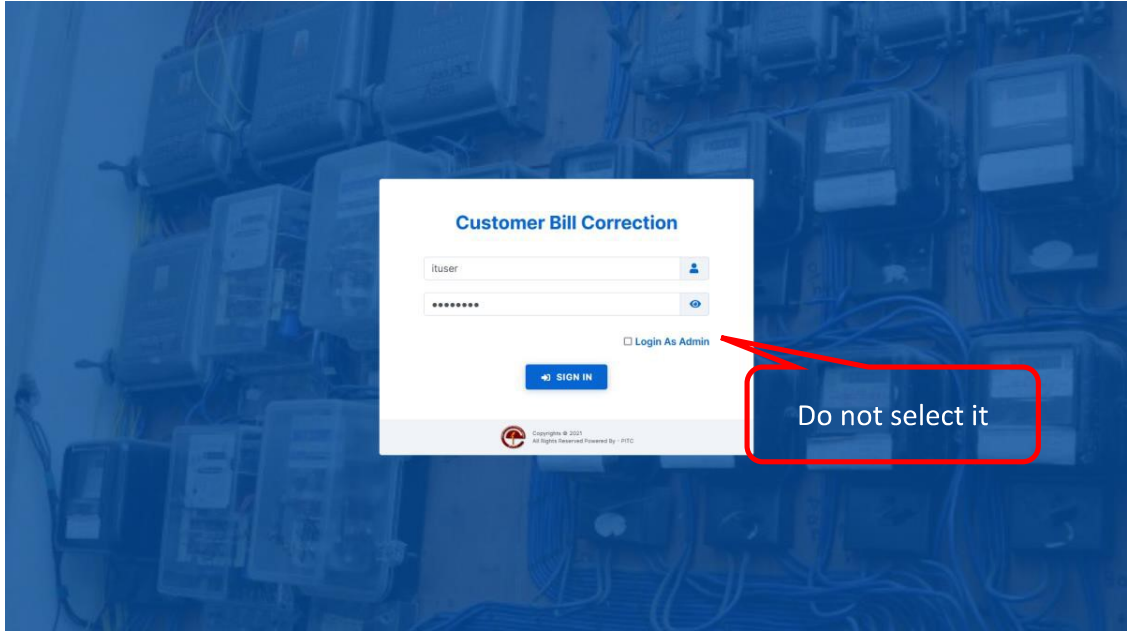 Customer Bill Correction
ituser
••••••••
Login As Admin
SIGN IN
Copyrights © 2021
All Rights Reserved Powered By - PITC
Do not select it